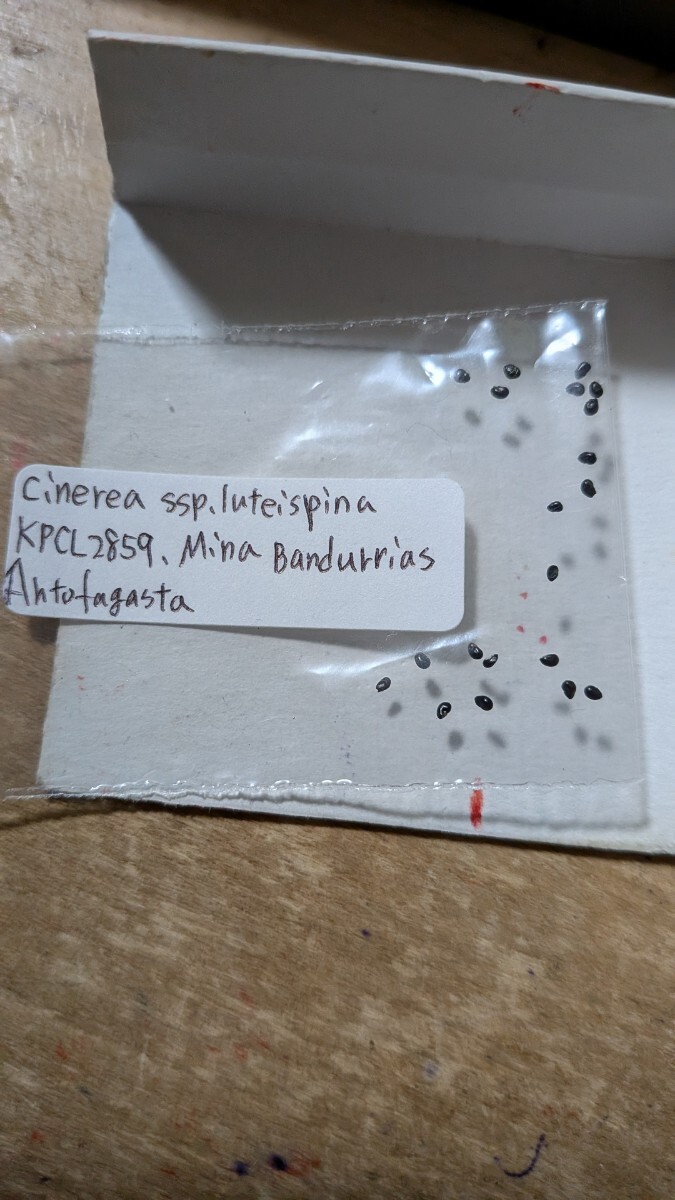 Cinerea ssp. luteispina
KPCL2859. Mina Bandurrias
Antofagasta